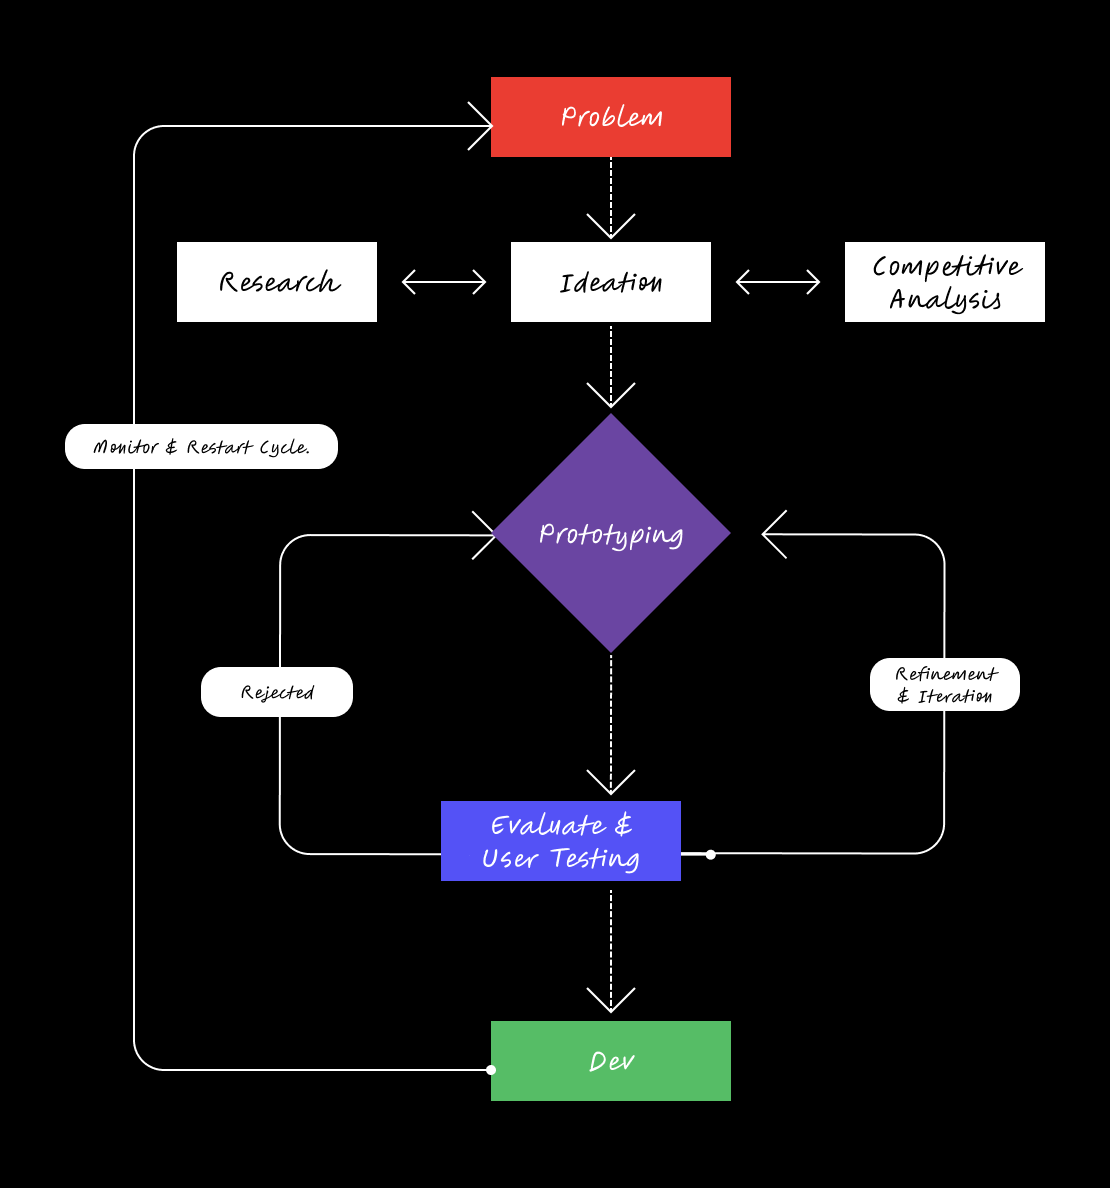 Problem
Research
Ideation
Competitive
Analysis
Monitor & Restart Cycle.
Prototyping
Rejected
Refinement
& Iteration
Evaluate &
User Testing
Dev